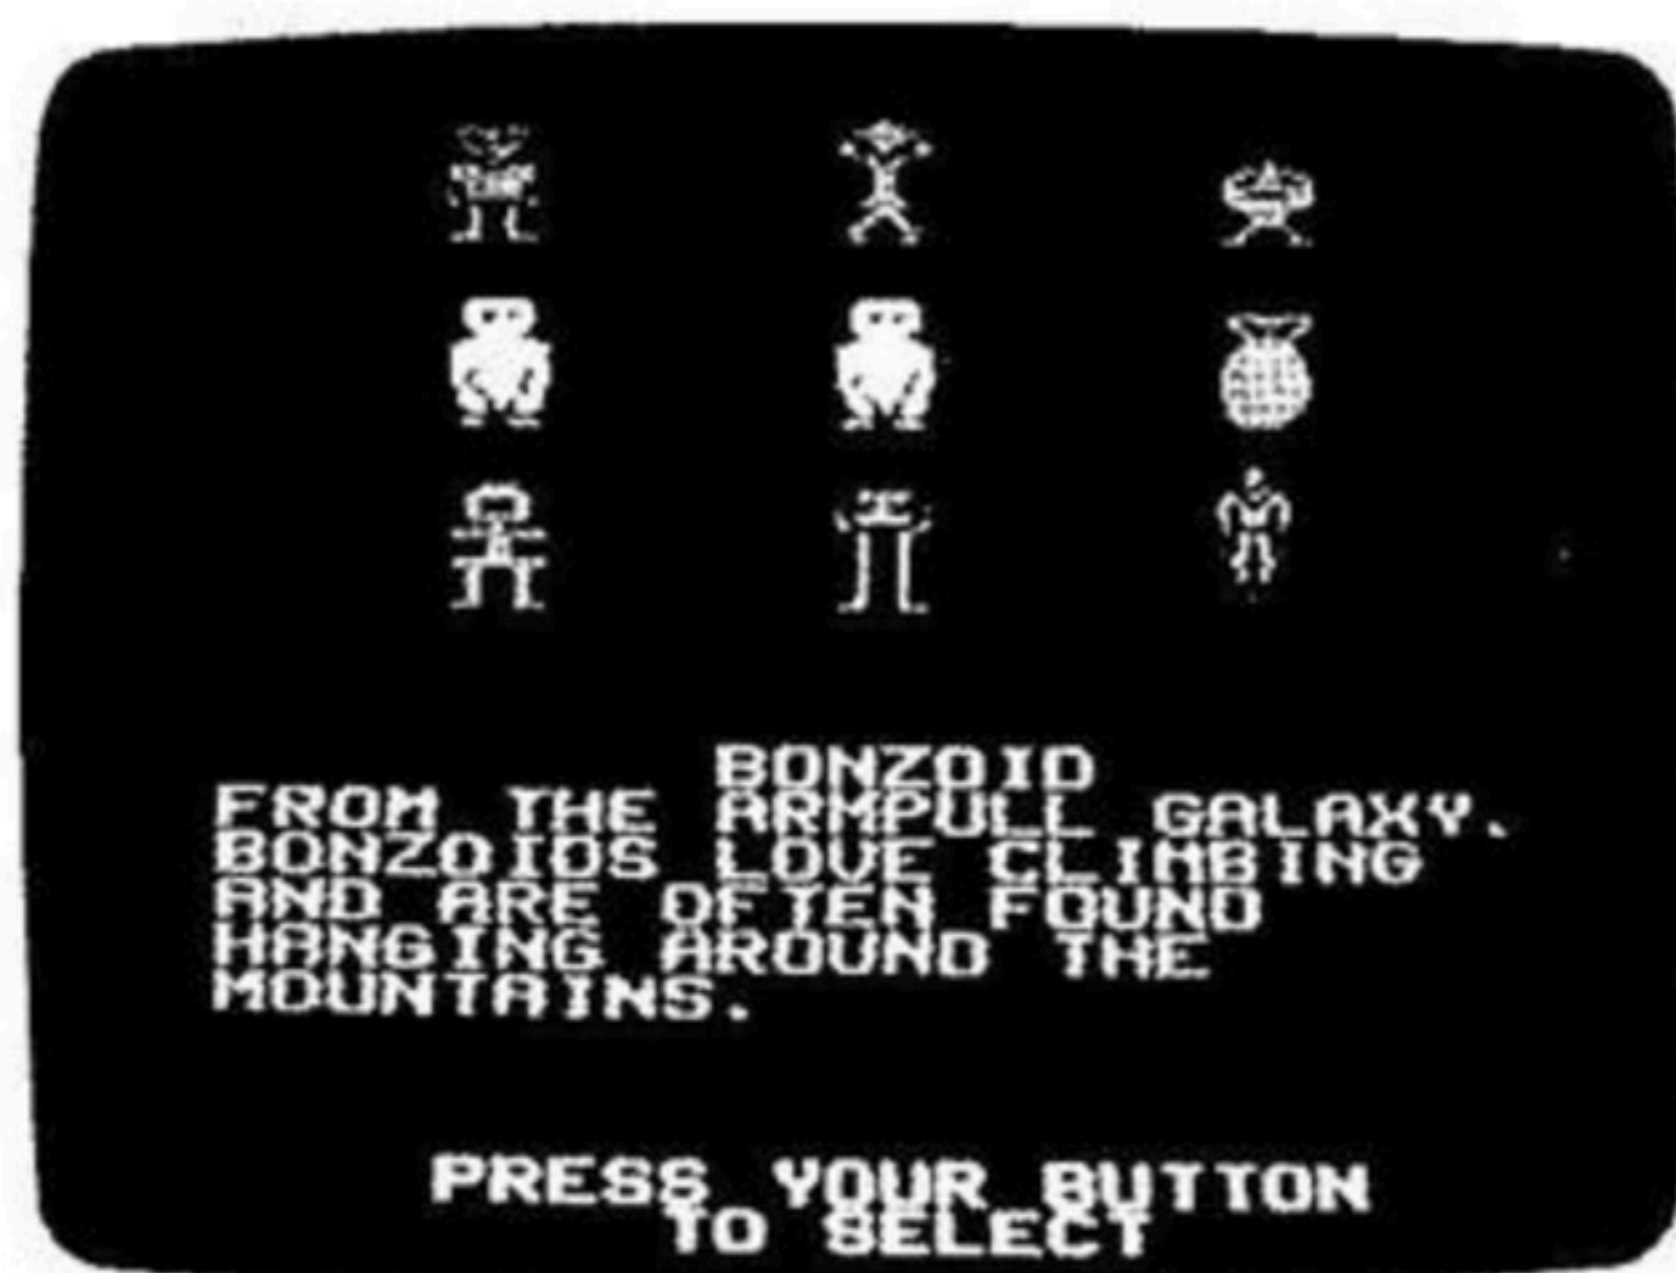 BONZOID
FROM THE ARMPULL GALAXY.
BONZOIDS LOVE CLIMBING
AND ARE OFTEN FOUND
HANGING AROUND THE
MOUNTAINS.
PRESS YOUR BUTTON
TO SELECT